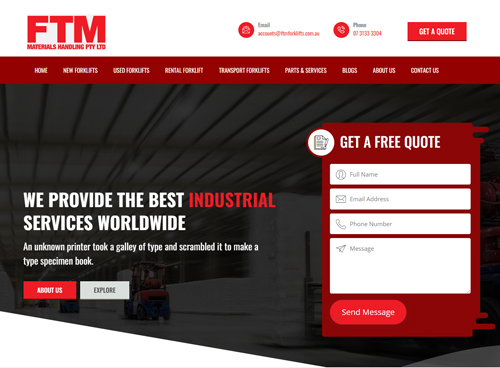 FTM
MATERIALS HANDLING PTY LTD
Email
accounts@ftmforklifts.com.au
Phone
07 3133 3304
GET A QUOTE
HOME NEW FORKLIFTS USED FORKLIFTS RENTAL FORKLIFT TRANSPORT FORKLIFTS PARTS & SERVICES BLOGS ABOUT US CONTACT US
WE PROVIDE THE BEST INDUSTRIAL
SERVICES WORLDWIDE
An unknown printer took a galley of type and scrambled it to make a
type specimen book.
ABOUT US
EXPLORE
GET A FREE QUOTE
Full Name
Email Address
Phone Number
Message
Send Message